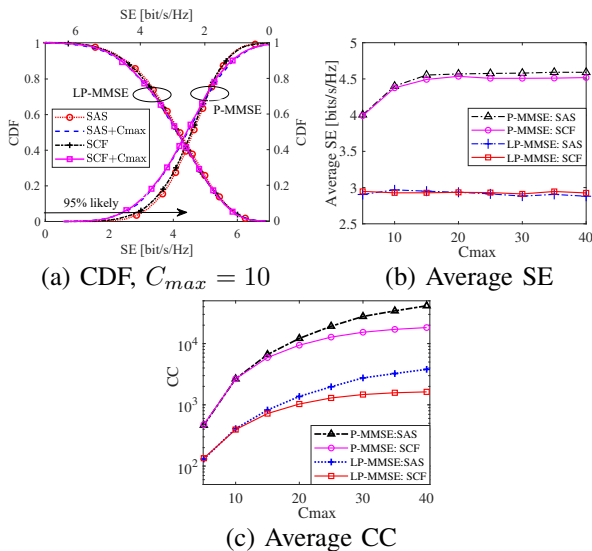 SE [bit/s/Hz]
6 4 2 0
1 0.8 0.6 0.4 0.2 0
CDF
LP-MMSE
P-MMSE
SAS
SAS+Cmax
SCF
SCF+Cmax
95% likely
1 0.8 0.6 0.4 0.2 0
CDF
0 2 4 6 7
SE [bit/s/Hz]
(a) CDF, C_max = 10
5 4.5 4 3.5 3 2.5
Average SE [bits/s/Hz]
P-MMSE: SAS
P-MMSE: SCF
LP-MMSE: SAS
LP-MMSE: SCF
10 20 30 40
Cmax
(b) Average SE
10^4 10^3 10^2
CC
P-MMSE:SAS
P-MMSE: SCF
LP-MMSE:SAS
LP-MMSE: SCF
10 20 30 40
Cmax
(c) Average CC